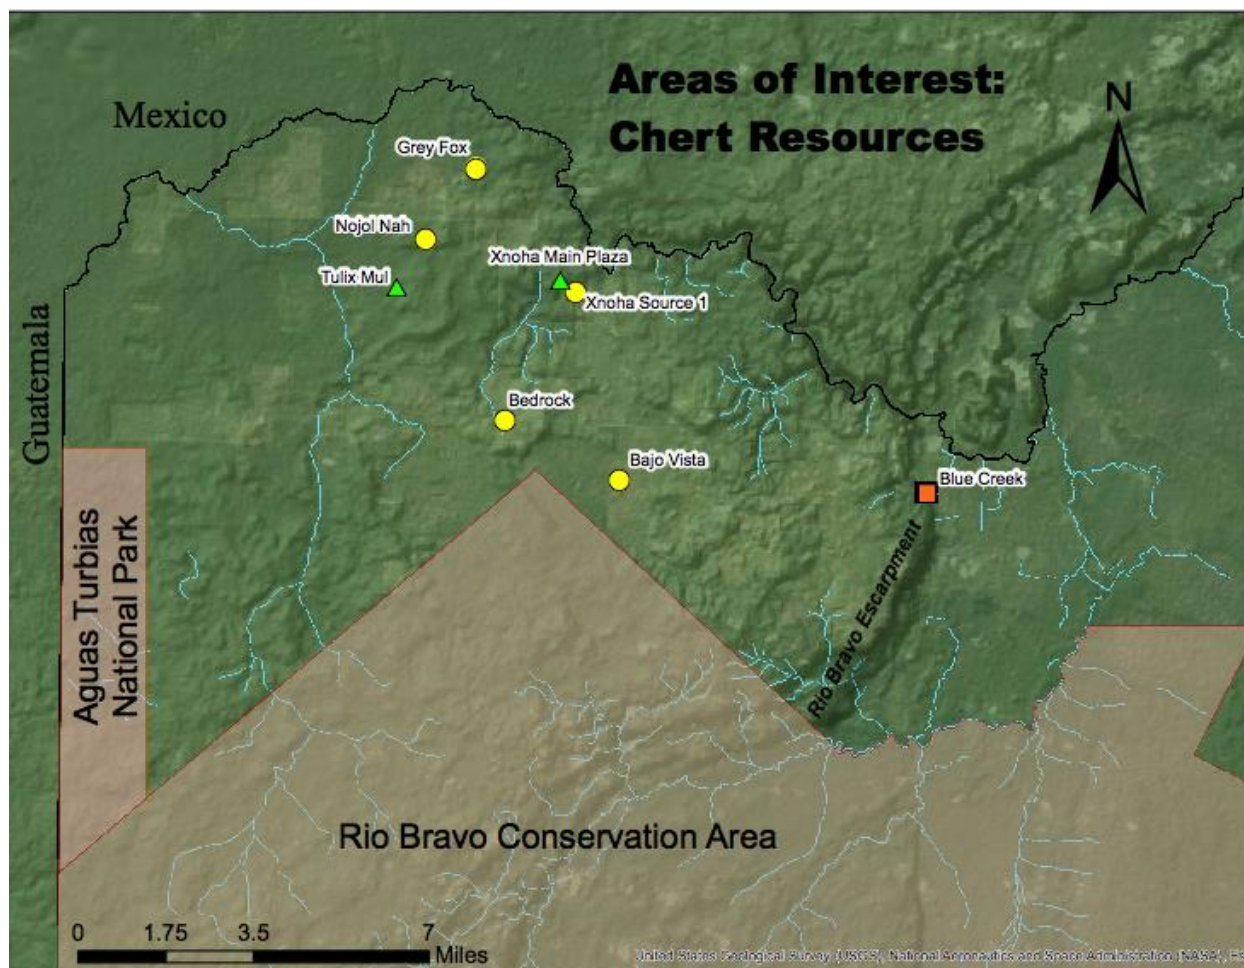 Areas of Interest:
Chert Resources
N
Mexico
Grey Fox
Nojol Nah
Xnoha Main Plaza
Tulix Mul
Xnoha Source 1
Guatemala
Bedrock
Bajo Vista
Blue Creek
Aguas Turbias
National Park
Rio Bravo Escarpment
Rio Bravo Conservation Area
0 1.75 3.5 7
Miles
United States Geological Survey (USGS), National Aeronautics and Space Administration (NASA),